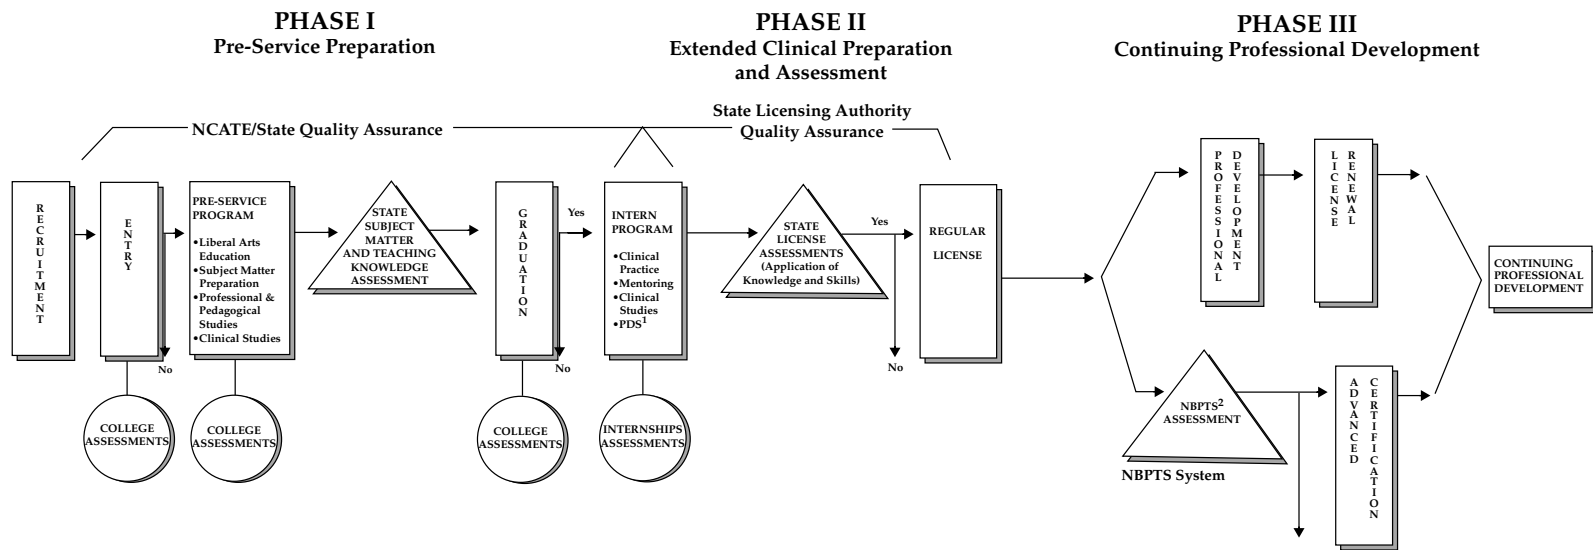 PHASE I
Pre-Service Preparation
PHASE II
Extended Clinical Preparation
and Assessment
PHASE III
Continuing Professional Development
NCATE/State Quality Assurance
State Licensing Authority
Quality Assurance
RECRUITMENT
ENTRY
No
COLLEGE
ASSESSMENTS
PRE-SERVICE
PROGRAM
•Liberal Arts
Education
•Subject Matter
Preparation
•Professional &
Pedagogical
Studies
•Clinical Studies
COLLEGE
ASSESSMENTS
STATE
SUBJECT
MATTER
AND TEACHING
KNOWLEDGE
ASSESSMENT
GRADUATION
Yes
No
COLLEGE
ASSESSMENTS
INTERN
PROGRAM
•Clinical
Practice
•Mentoring
•Clinical
Studies
•PDS1
INTERNSHIPS
ASSESSMENTS
STATE
LICENSE
ASSESSMENTS
(Application of
Knowledge and Skills)
Yes
No
REGULAR
LICENSE
PROFESSIONAL
DEVELOPMENT
LICENSE
RENEWAL
NBPTS2
ASSESSMENT
NBPTS System
ADVANCED
CERTIFICATION
CONTINUING
PROFESSIONAL
DEVELOPMENT